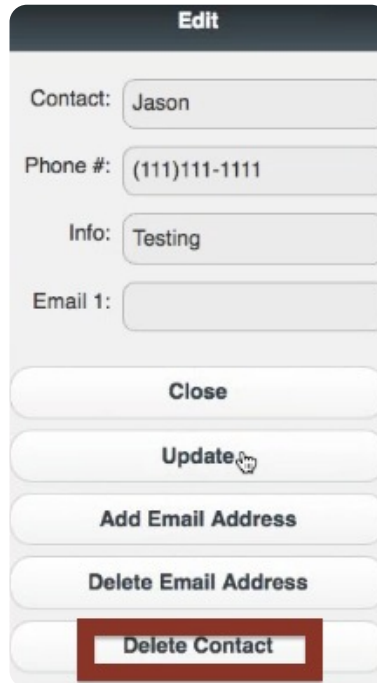 Edit
Contact: Jason
Phone #: (111)111-1111
Info: Testing
Email 1:
Close
Update
Add Email Address
Delete Email Address
Delete Contact